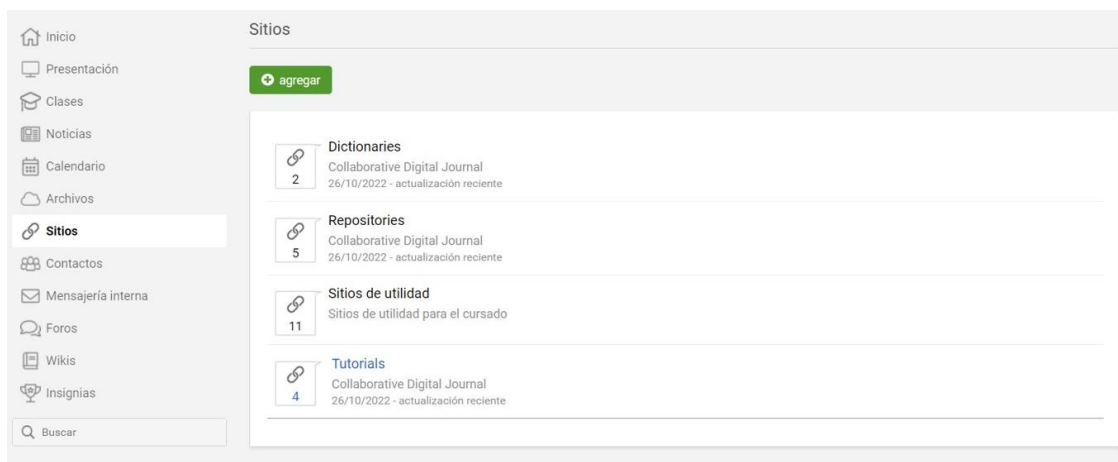 Inicio
Presentación
Clases
Noticias
Calendario
Archivos
Sitios
Contactos
Mensajería interna
Foros
Wikis
Insignias
Buscar
Sitios
agregar
2
Dictionaries
Collaborative Digital Journal
26/10/2022 - actualización reciente
5
Repositories
Collaborative Digital Journal
26/10/2022 - actualización reciente
11
Sitios de utilidad
Sitios de utilidad para el cursado
4
Tutorials
Collaborative Digital Journal
26/10/2022 - actualización reciente